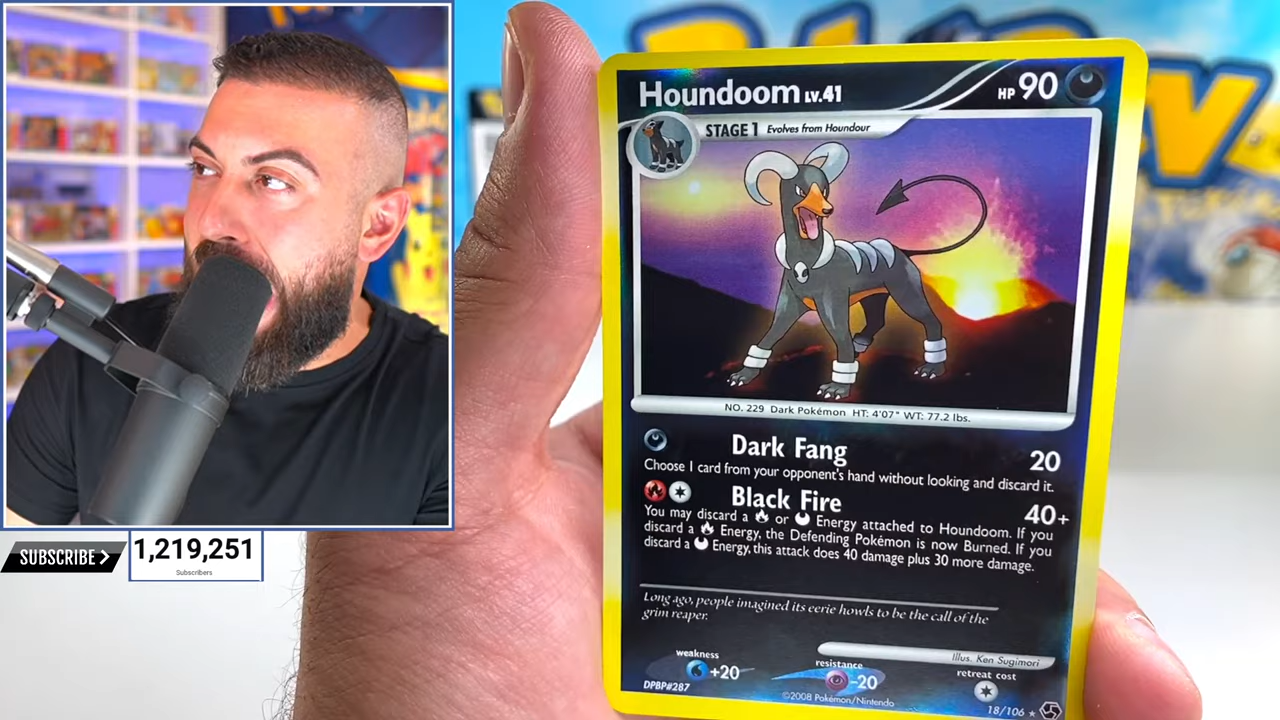 Houndoom LV.41
HP 90
STAGE 1 Evolves from Houndour
NO. 229 Dark Pokémon HT: 4'07" WT: 77.2 lbs.
Dark Fang 20
Choose 1 card from your opponent's hand without looking and discard it.
Black Fire 40+
You may discard a or Energy attached to Houndoom. If you
discard a Energy, the Defending Pokémon is now Burned. If you
discard a Energy, this attack does 40 damage plus 30 more damage.
Long ago, people imagined its eerie howls to be the call of the
grim reaper.
Illus. Ken Sugimori
weakness
+20
resistance
-20
retreat cost
DPBP#287
©2008 Pokémon/Nintendo
18/106
SUBSCRIBE
1,219,251
Subscribers